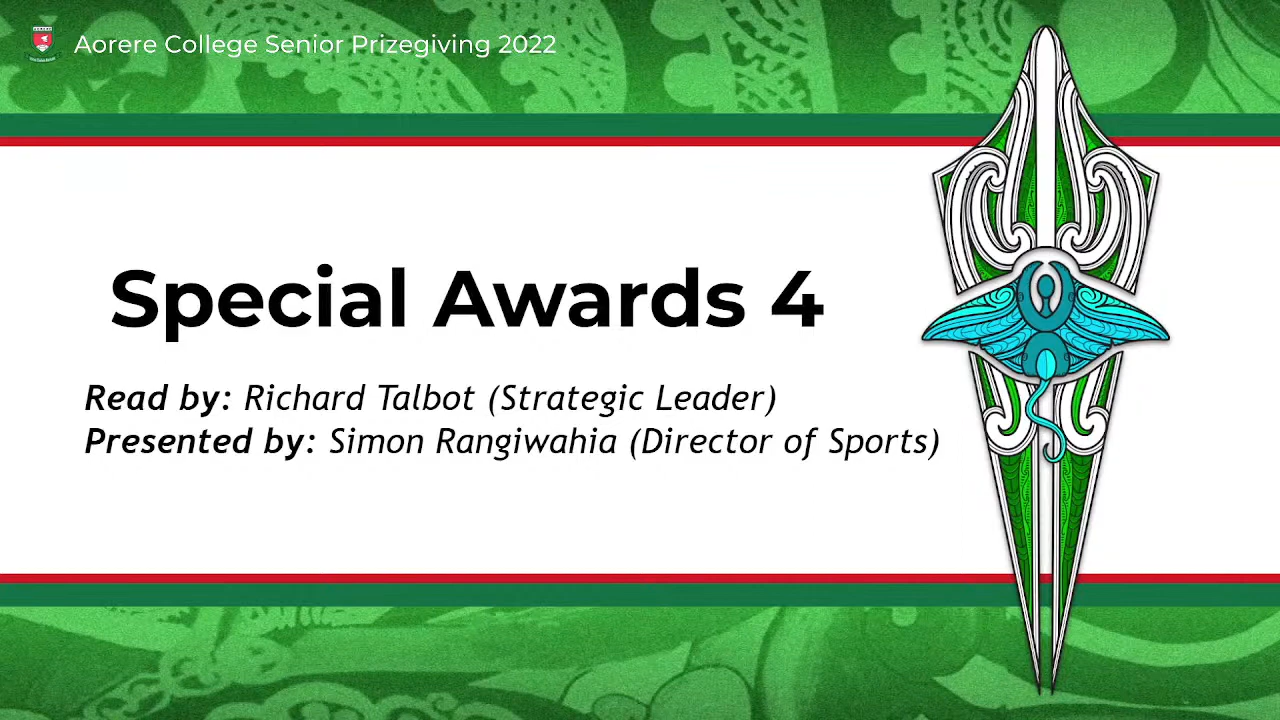 Aorere College Senior Prizegiving 2022
Special Awards 4
Read by: Richard Talbot (Strategic Leader)
Presented by: Simon Rangiwahia (Director of Sports)